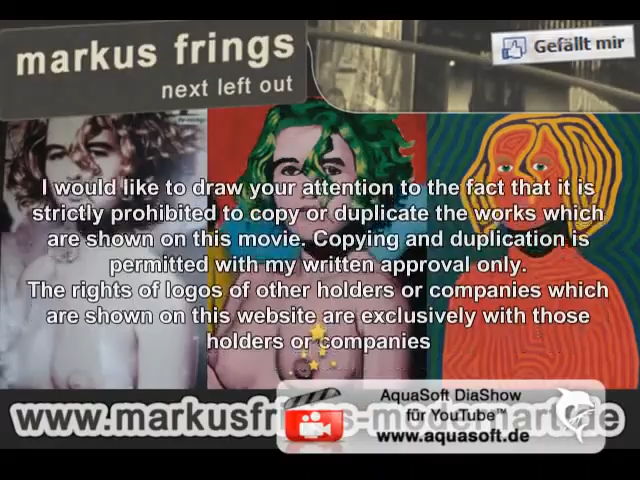 markus frings
next left out
Gefällt mir
I would like to draw your attention to the fact that it is
strictly prohibited to copy or duplicate the works which
are shown on this movie. Copying and duplication is
permitted with my written approval only.
The rights of logos of other holders or companies which
are shown on this website are exclusively with those
holders or companies
AquaSoft DiaShow
für YouTube™
www.aquasoft.de